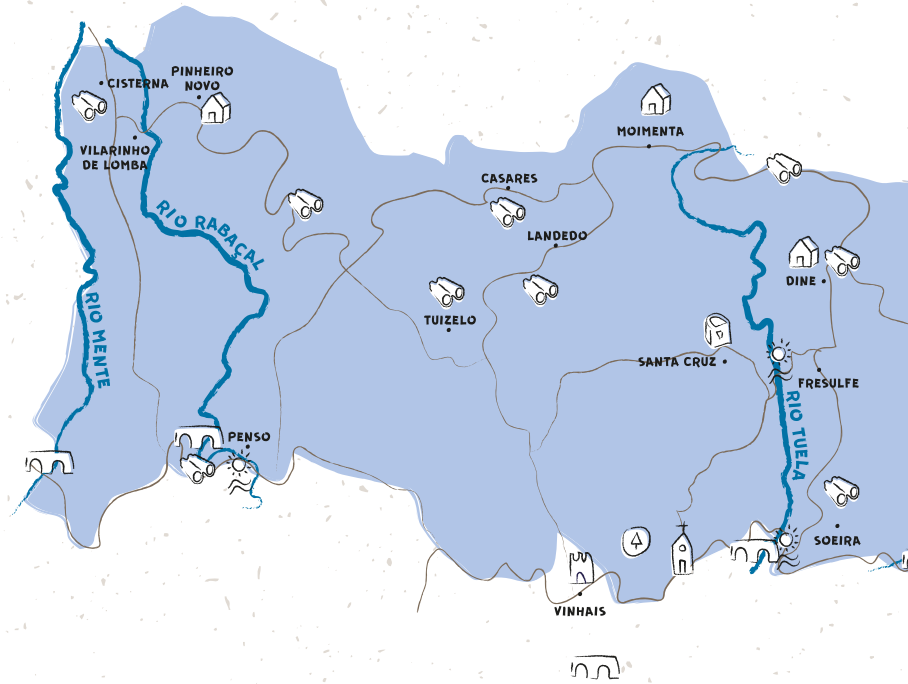 CISTERNA
PINHEIRO
NOVO
VILARINHO
DE LOMBA
MOIMENTA
CASARES
RIO RABAÇAL
LANDEDO
DINE
RIO MENTE
TUIZELO
SANTA CRUZ
FRESULFE
RIO TUELA
PENSO
SOEIRA
VINHAIS